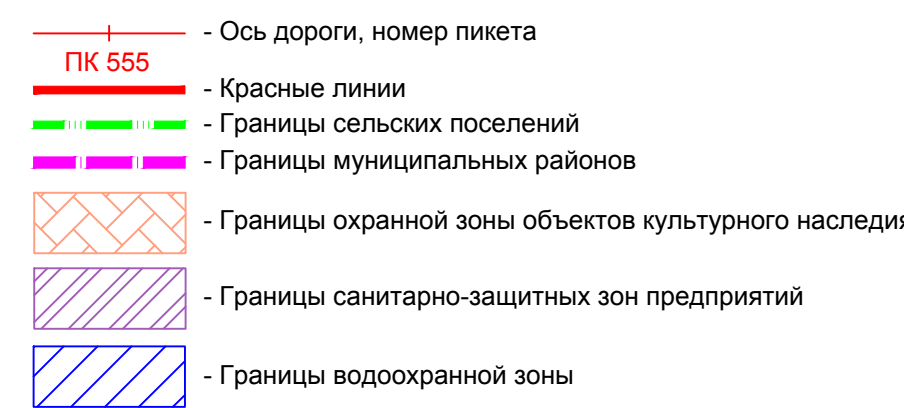 - Ось дороги, номер пикета
ПК 555
- Красные линии
- Границы сельских поселений
- Границы муниципальных районов
- Границы охранной зоны объектов культурного наследия
- Границы санитарно-защитных зон предприятий
- Границы водоохранной зоны